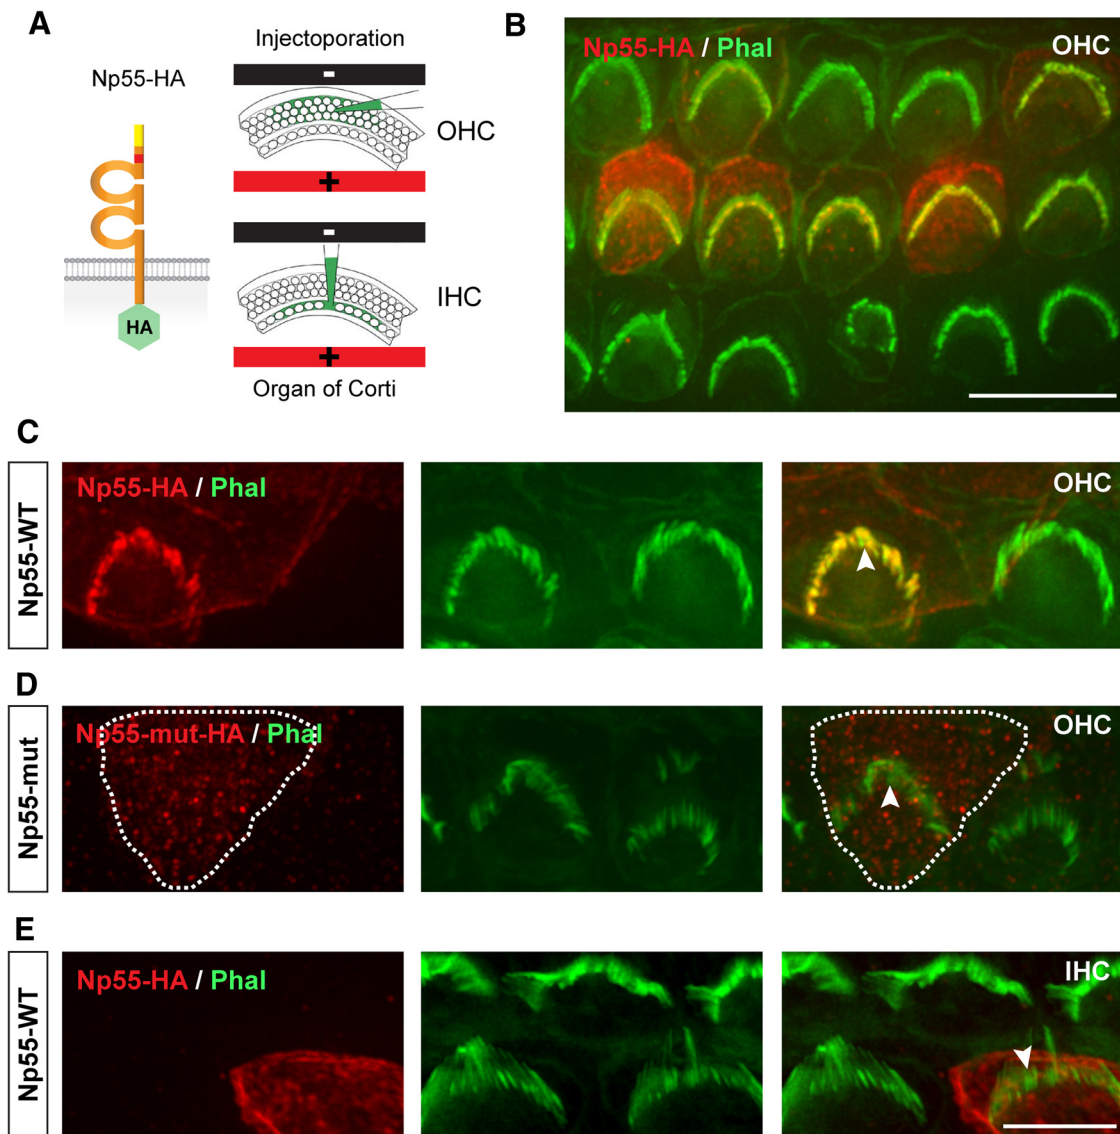 A
Injectoporation
Np55-HA
-
OHC
+
HA
-
IHC
+
Organ of Corti
B
Np55-HA / Phal
OHC
C
Np55-WT
Np55-HA / Phal
OHC
D
Np55-mut
Np55-mut-HA / Phal
OHC
E
Np55-WT
Np55-HA / Phal
IHC